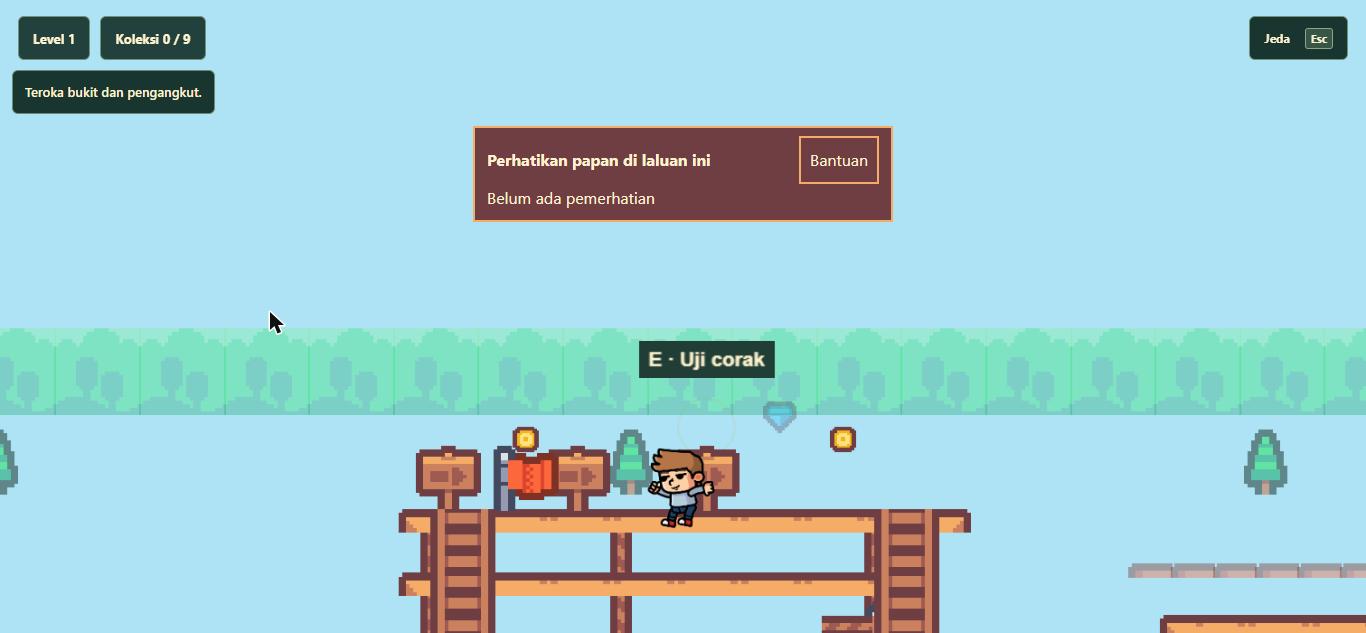 Level 1
Koleksi 0 / 9
Jeda Esc
Teroka bukit dan pengangkut.
Perhatikan papan di laluan ini
Bantuan
Belum ada pemerhatian
E · Uji corak